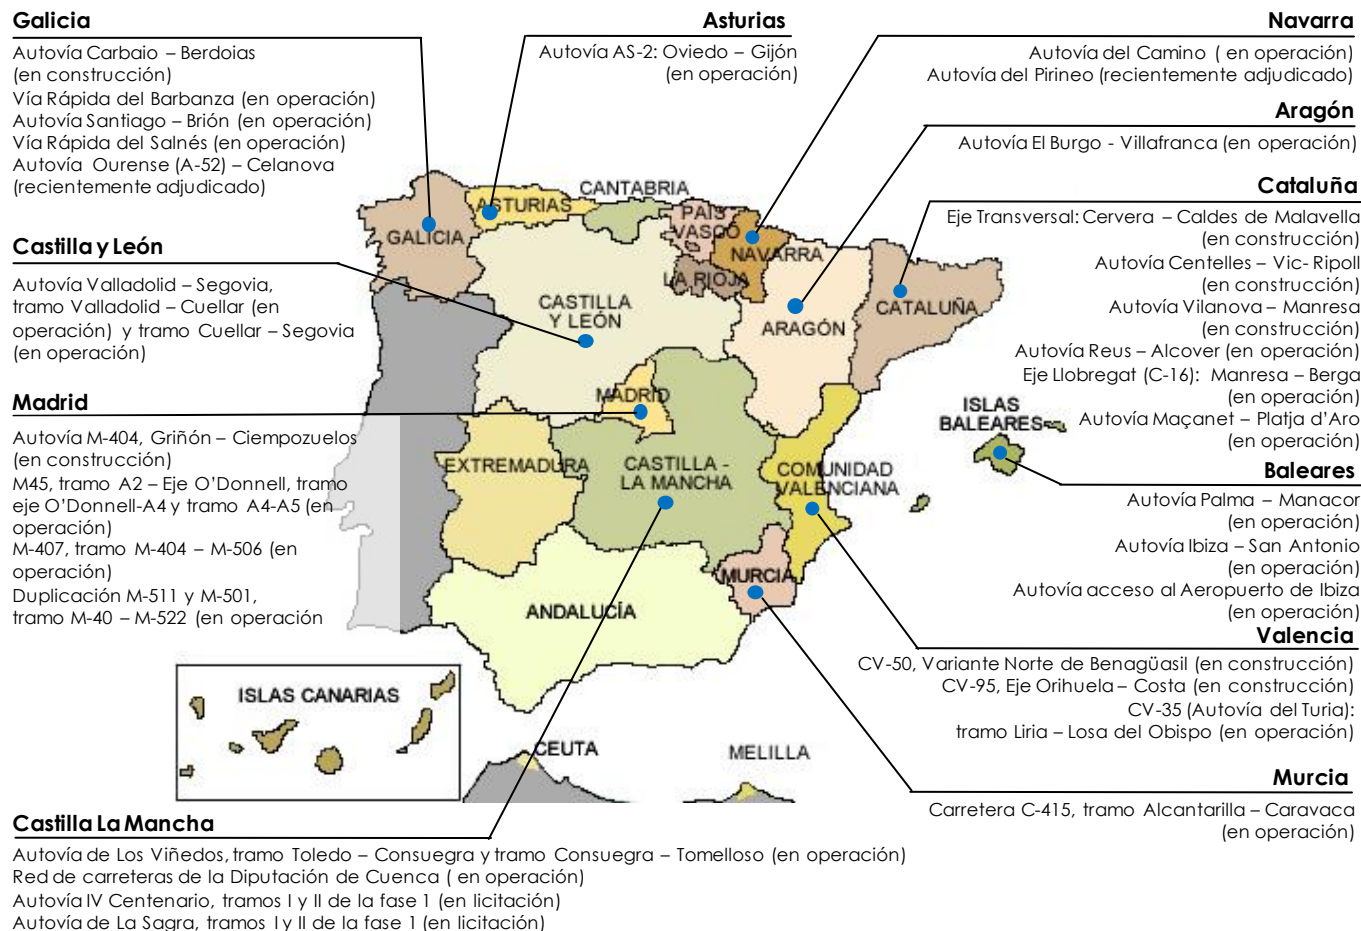 Galicia
Autovía Carbaio – Berdoias
(en construcción)
Vía Rápida del Barbanza (en operación)
Autovía Santiago – Brión (en operación)
Vía Rápida del Salnés (en operación)
Autovía Ourense (A-52) – Celanova
(recientemente adjudicado)
Asturias
Autovía AS-2: Oviedo – Gijón
(en operación)
Navarra
Autovía del Camino ( en operación)
Autovía del Pirineo (recientemente adjudicado)
Aragón
Autovía El Burgo - Villafranca (en operación)
Cataluña
Eje Transversal: Cervera – Caldes de Malavella
(en construcción)
Autovía Centelles – Vic- Ripoll
(en construcción)
Autovía Vilanova – Manresa
(en construcción)
Autovía Reus – Alcover (en operación)
Eje Llobregat (C-16): Manresa – Berga
(en operación)
Autovía Maçanet – Platja d’Aro
(en operación)
Castilla y León
Autovía Valladolid – Segovia,
tramo Valladolid – Cuellar (en
operación) y tramo Cuellar – Segovia
(en operación)
Madrid
Autovía M-404, Griñón – Ciempozuelos
(en construcción)
M45, tramo A2 – Eje O’Donnell, tramo
eje O’Donnell-A4 y tramo A4-A5 (en
operación)
M-407, tramo M-404 – M-506 (en
operación)
Duplicación M-511 y M-501,
tramo M-40 – M-522 (en operación
CANTABRIA
ASTURIAS
GALICIA
PAIS
VASCO
NAVARRA
LA RIOJA
CASTILLA
Y LEÓN
ARAGÓN
CATALUÑA
MADRID
ISLAS
BALEARES
EXTREMADURA
CASTILLA -
LA MANCHA
COMUNIDAD
VALENCIANA
MURCIA
ANDALUCÍA
ISLAS CANARIAS
CEUTA
MELILLA
Baleares
Autovía Palma – Manacor
(en operación)
Autovía Ibiza – San Antonio
(en operación)
Autovía acceso al Aeropuerto de Ibiza
(en operación)
Valencia
CV-50, Variante Norte de Benagüasil (en construcción)
CV-95, Eje Orihuela – Costa (en construcción)
CV-35 (Autovía del Turia):
tramo Liria – Losa del Obispo (en operación)
Murcia
Carretera C-415, tramo Alcantarilla – Caravaca
(en operación)
Castilla La Mancha
Autovía de Los Viñedos, tramo Toledo – Consuegra y tramo Consuegra – Tomelloso (en operación)
Red de carreteras de la Diputación de Cuenca ( en operación)
Autovía IV Centenario, tramos I y II de la fase 1 (en licitación)
Autovía de La Sagra, tramos I y II de la fase 1 (en licitación)